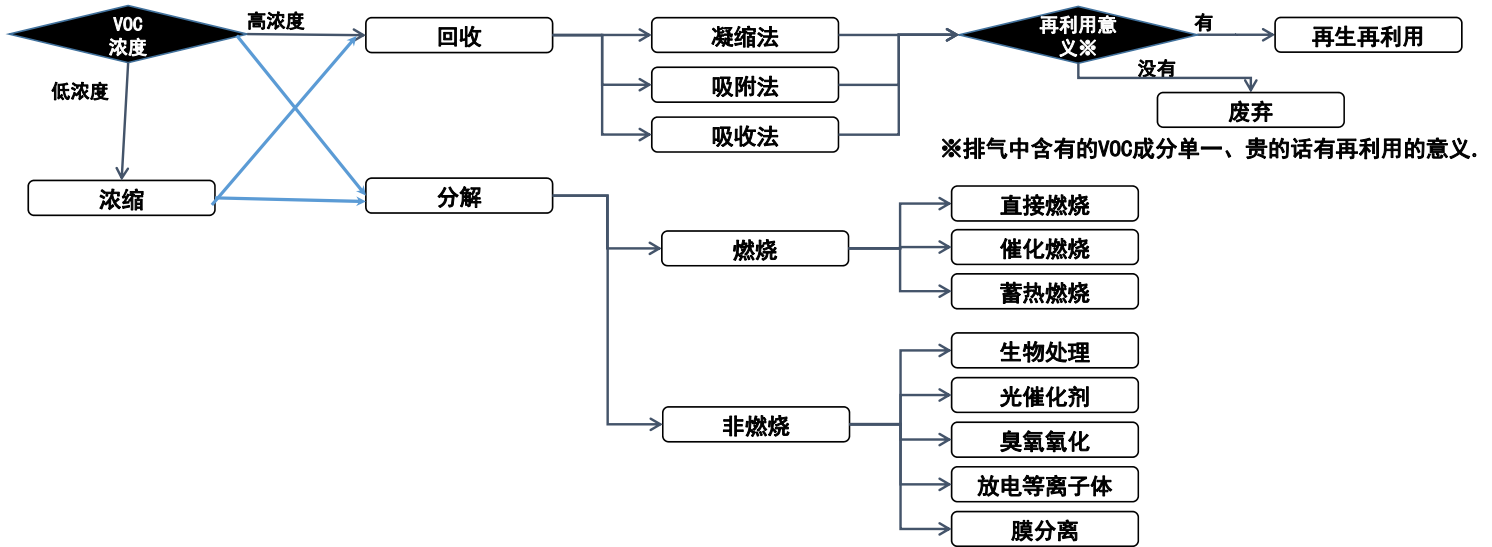 VOC
浓度
高浓度
低浓度
浓缩
回收
分解
凝缩法
吸附法
吸收法
再利用意
义※
有
没有
再生再利用
废弃
※排气中含有的VOC成分单一、贵的话有再利用的意义.
燃烧
直接燃烧
催化燃烧
蓄热燃烧
非燃烧
生物处理
光催化剂
臭氧氧化
放电等离子体
膜分离